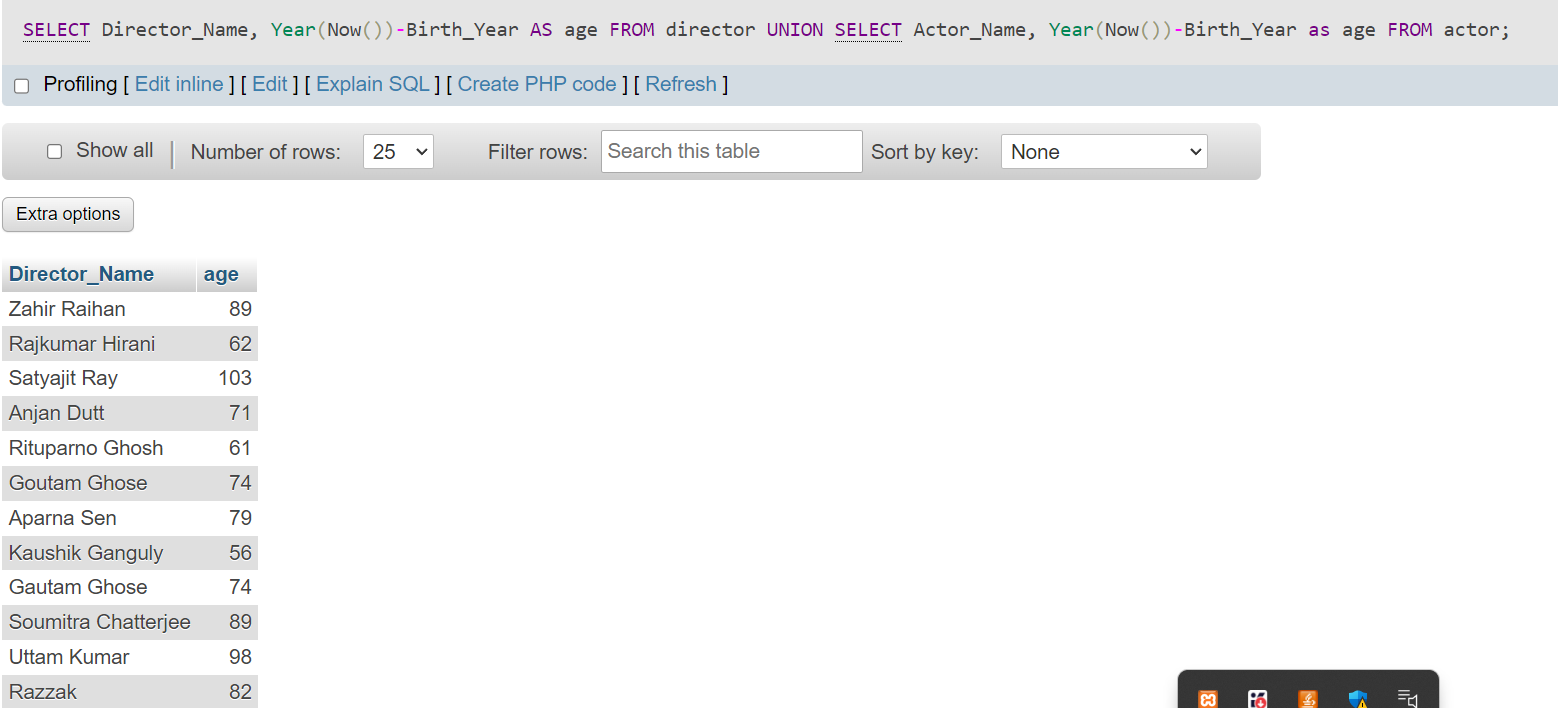 SELECT Director_Name, Year(Now())-Birth_Year AS age FROM director UNION SELECT Actor_Name, Year(Now())-Birth_Year as age FROM actor;
Profiling [ Edit inline ] [ Edit ] [ Explain SQL ] [ Create PHP code ] [ Refresh ]
Show all | Number of rows: 25 Filter rows: Search this table Sort by key: None
Extra options
Director_Name age
Zahir Raihan 89
Rajkumar Hirani 62
Satyajit Ray 103
Anjan Dutt 71
Rituparno Ghosh 61
Goutam Ghose 74
Aparna Sen 79
Kaushik Ganguly 56
Gautam Ghose 74
Soumitra Chatterjee 89
Uttam Kumar 98
Razzak 82